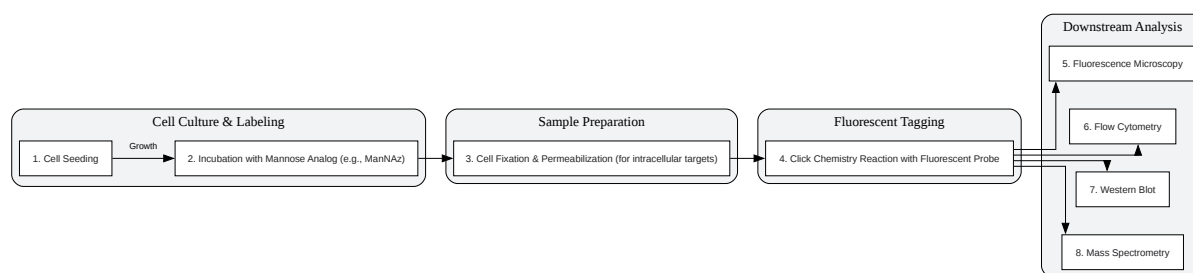 Cell Culture & Labeling
1. Cell Seeding
Growth
2. Incubation with Mannose Analog (e.g., ManNAz)
Sample Preparation
3. Cell Fixation & Permeabilization (for intracellular targets)
Fluorescent Tagging
4. Click Chemistry Reaction with Fluorescent Probe
Downstream Analysis
5. Fluorescence Microscopy
6. Flow Cytometry
7. Western Blot
8. Mass Spectrometry